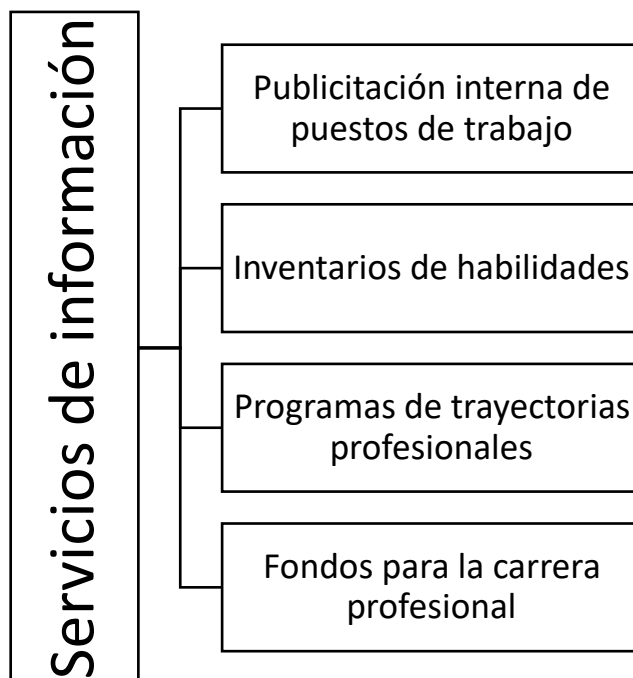 Servicios de información
Publicitación interna de
puestos de trabajo
Inventarios de habilidades
Programas de trayectorias
profesionales
Fondos para la carrera
profesional